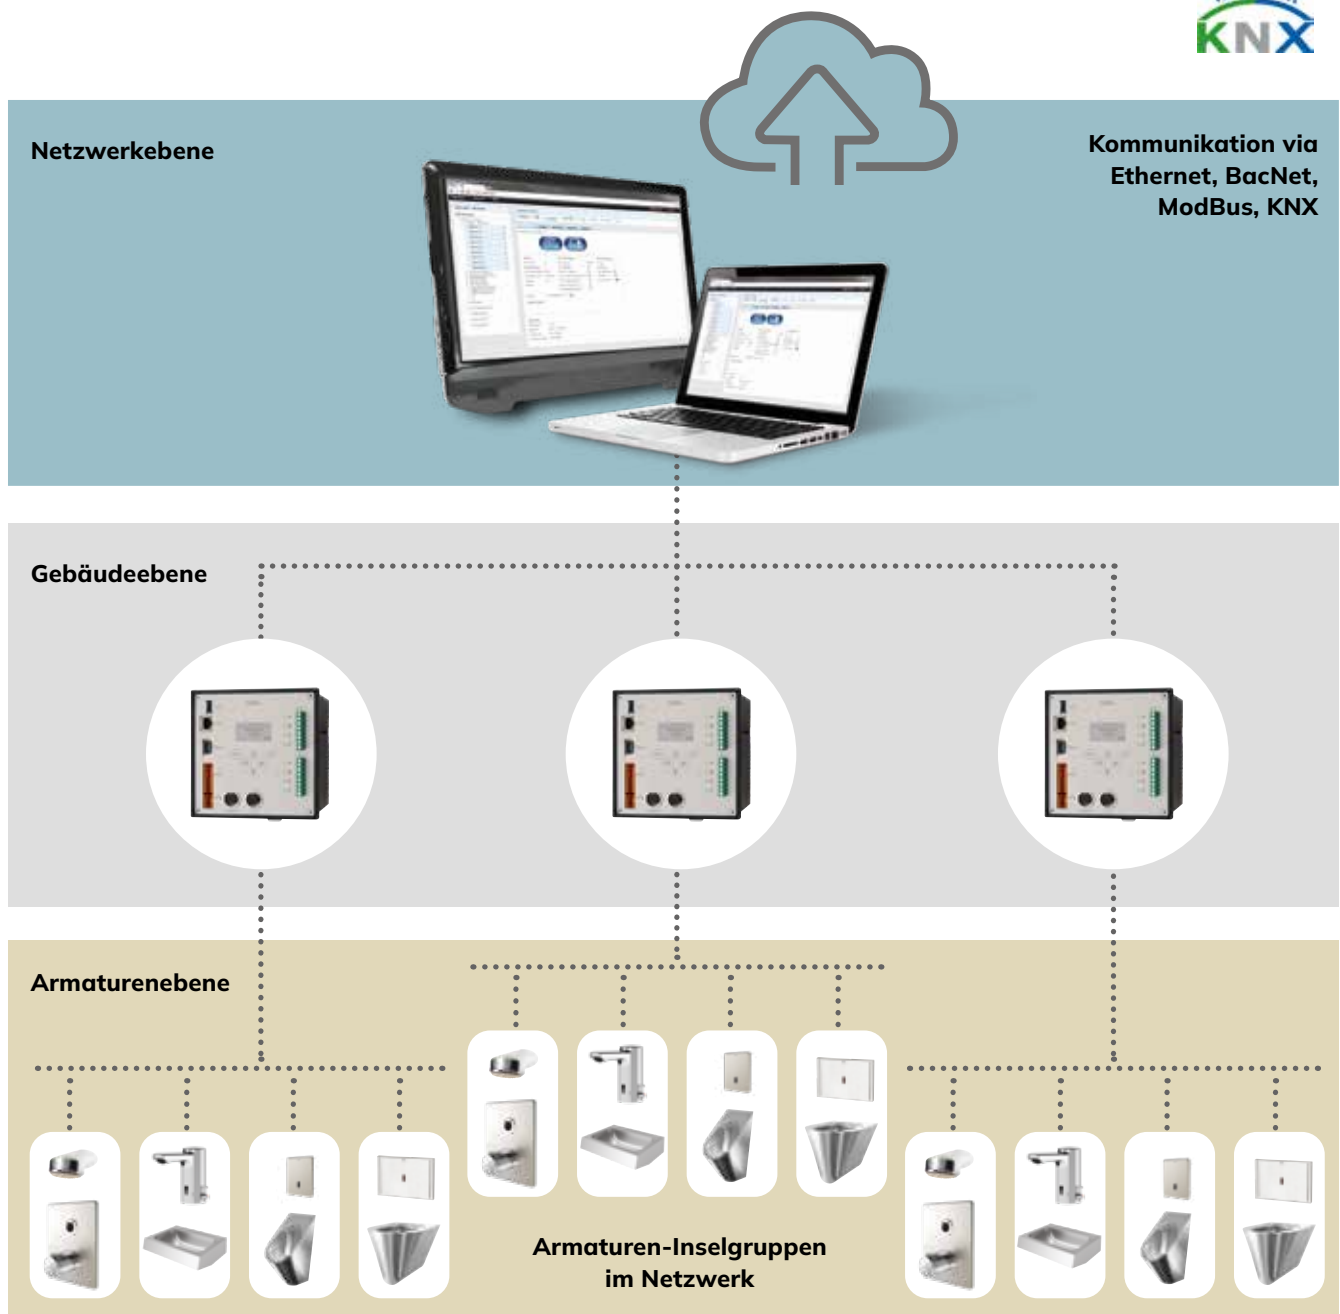 KNX
Netzwerkebene
Kommunikation via
Ethernet, BacNet,
ModBus, KNX
Gebäudeebene
Armaturenebene
Armaturen-Inselgruppen
im Netzwerk